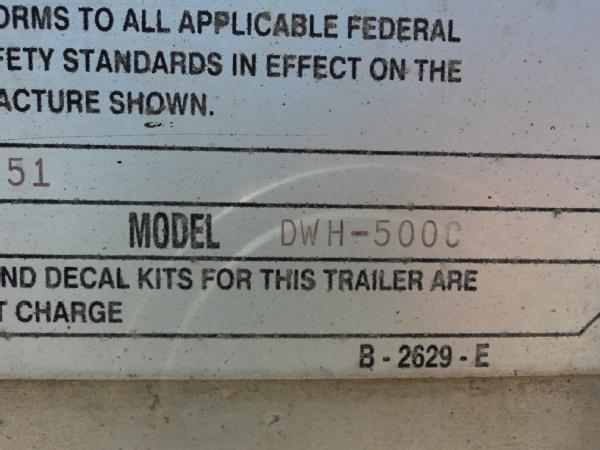 ORMS TO ALL APPLICABLE FEDERAL
FETY STANDARDS IN EFFECT ON THE
ACTURE SHOWN.
51
MODEL DWH-500C
ND DECAL KITS FOR THIS TRAILER ARE
T CHARGE
B - 2629 - E